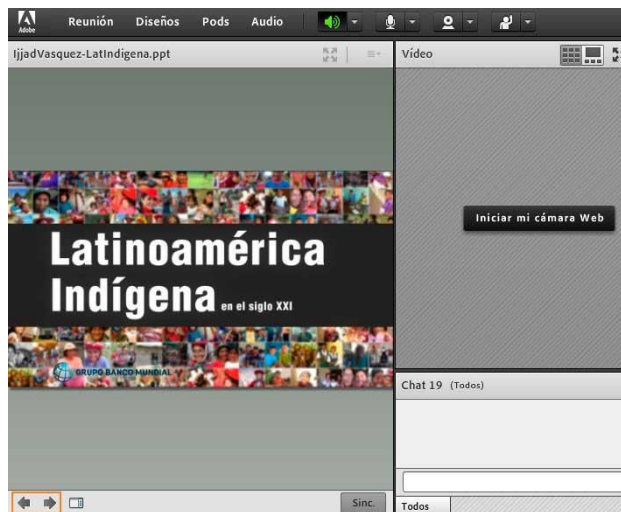 Adobe
Reunión Diseños Pods Audio
IjjadVasquez-LatIndigena.ppt
Vídeo
Iniciar mi cámara Web
Latinoamérica
Indígena en el siglo XXI
GRUPO BANCO MUNDIAL
Chat 19 (Todos)
Sinc.
Todos